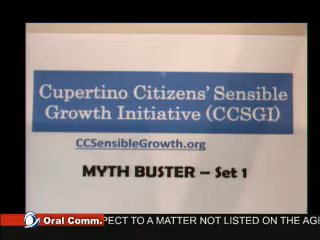 Cupertino Citizens' Sensible
Growth Initiative (CCSGI)
CCSensibleGrowth.org
MYTH BUSTER – Set 1
Oral Comm. PECT TO A MATTER NOT LISTED ON THE AGE